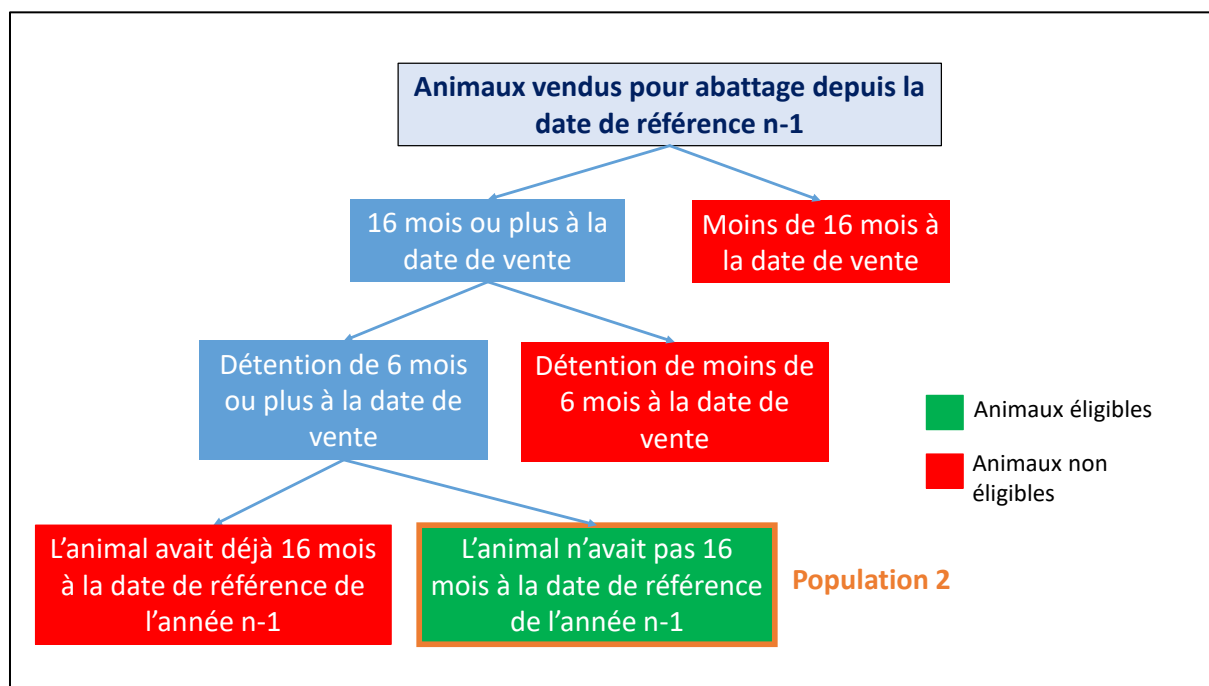 Animaux vendus pour abattage depuis la
date de référence n-1
16 mois ou plus à la
date de vente
Moins de 16 mois à
la date de vente
Détention de 6 mois
ou plus à la date de
vente
Détention de moins de
6 mois à la date de
vente
Animaux éligibles
Animaux non
éligibles
L’animal avait déjà 16 mois
à la date de référence de
l’année n-1
L’animal n’avait pas 16
mois à la date de référence
de l’année n-1
Population 2